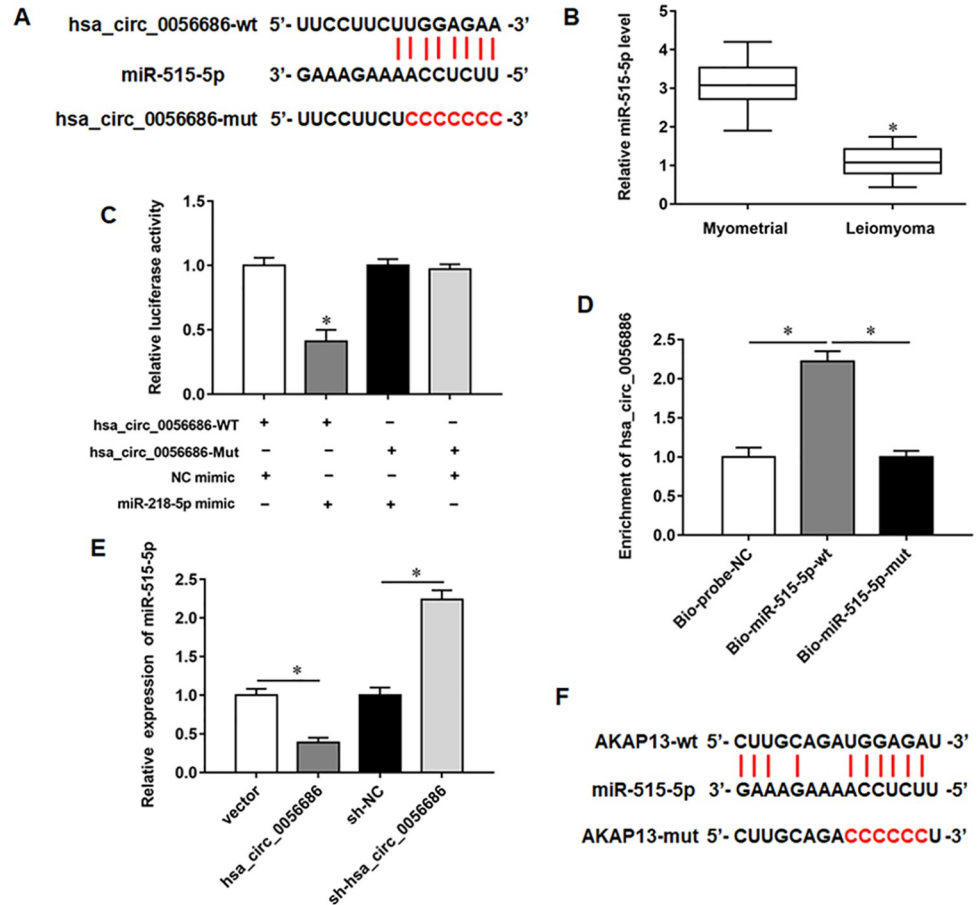 A
hsa_circ_0056686-wt 5'- UUCCUUCUUGGAGAA -3'
miR-515-5p 3'- GAAAGAAAACCUCUU -5'
hsa_circ_0056686-mut 5'- UUCCUUCUCCCCCCC -3'
B
Relative miR-515-5p level
5
4
3
2
1
0
*
Myometrial Leiomyoma
C
Relative luciferase activity
1.5
1.0
0.5
0.0
*
hsa_circ_0056686-WT + + − −
hsa_circ_0056686-Mut − − + +
NC mimic + − − +
miR-218-5p mimic − + + −
D
Enrichment of hsa_circ_0056886
2.5
2.0
1.5
1.0
0.5
0.0
* *
Bio-probe-NC
Bio-miR-515-5p-wt
Bio-miR-515-5p-mut
E
Relative expression of miR-515-5p
2.5
2.0
1.5
1.0
0.5
0.0
* *
vector
hsa_circ_0056686
sh-NC
sh-hsa_circ_0056686
F
AKAP13-wt 5'- CUUGCAGAUGGAGAU -3'
miR-515-5p 3'- GAAAGAAAACCUCUU -5'
AKAP13-mut 5'- CUUGCAGACCCCCCU -3'